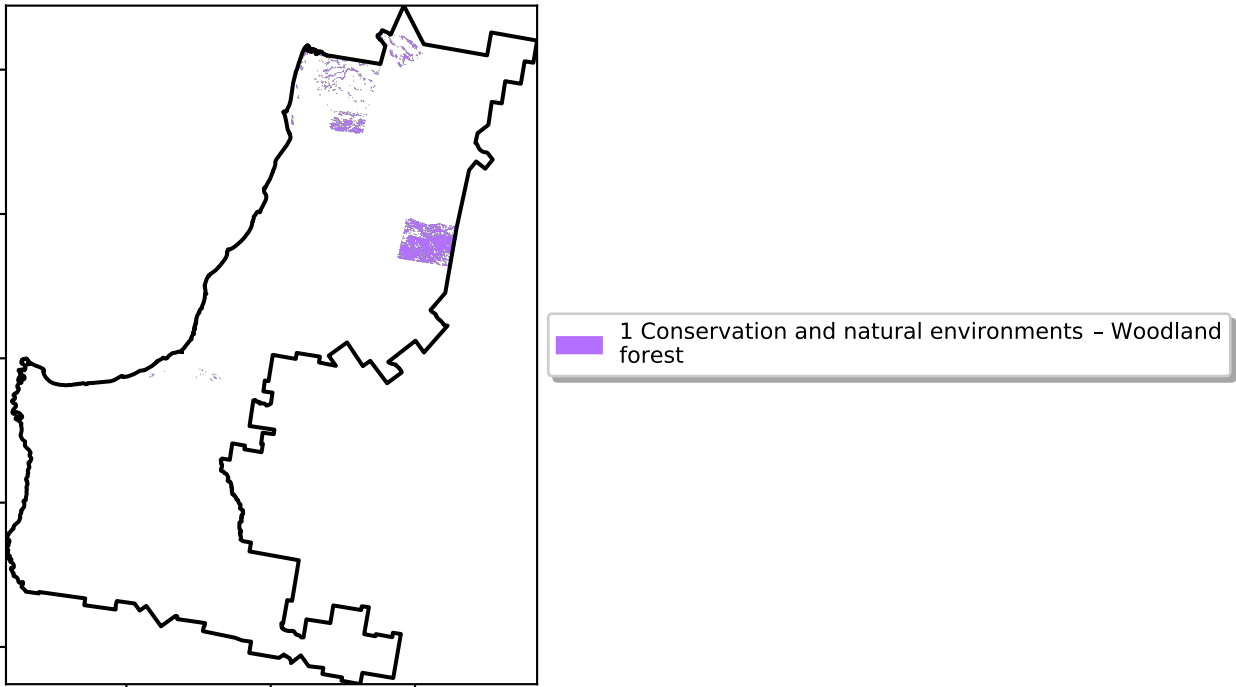 1 Conservation and natural environments – Woodland
forest